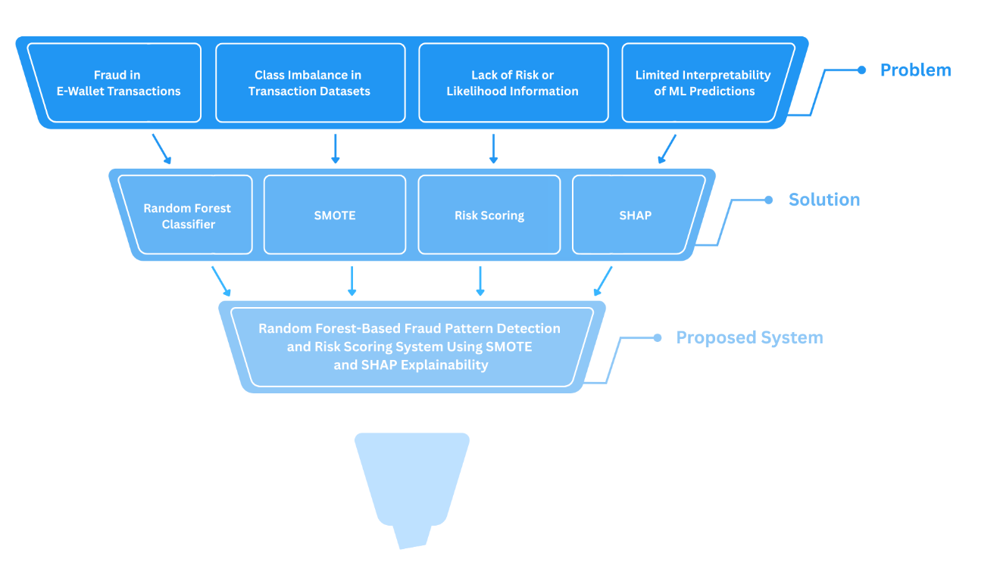 Fraud in
E-Wallet Transactions
Class Imbalance in
Transaction Datasets
Lack of Risk or
Likelihood Information
Limited Interpretability
of ML Predictions
Problem
Random Forest
Classifier
SMOTE
Risk Scoring
SHAP
Solution
Random Forest-Based Fraud Pattern Detection
and Risk Scoring System Using SMOTE
and SHAP Explainability
Proposed System